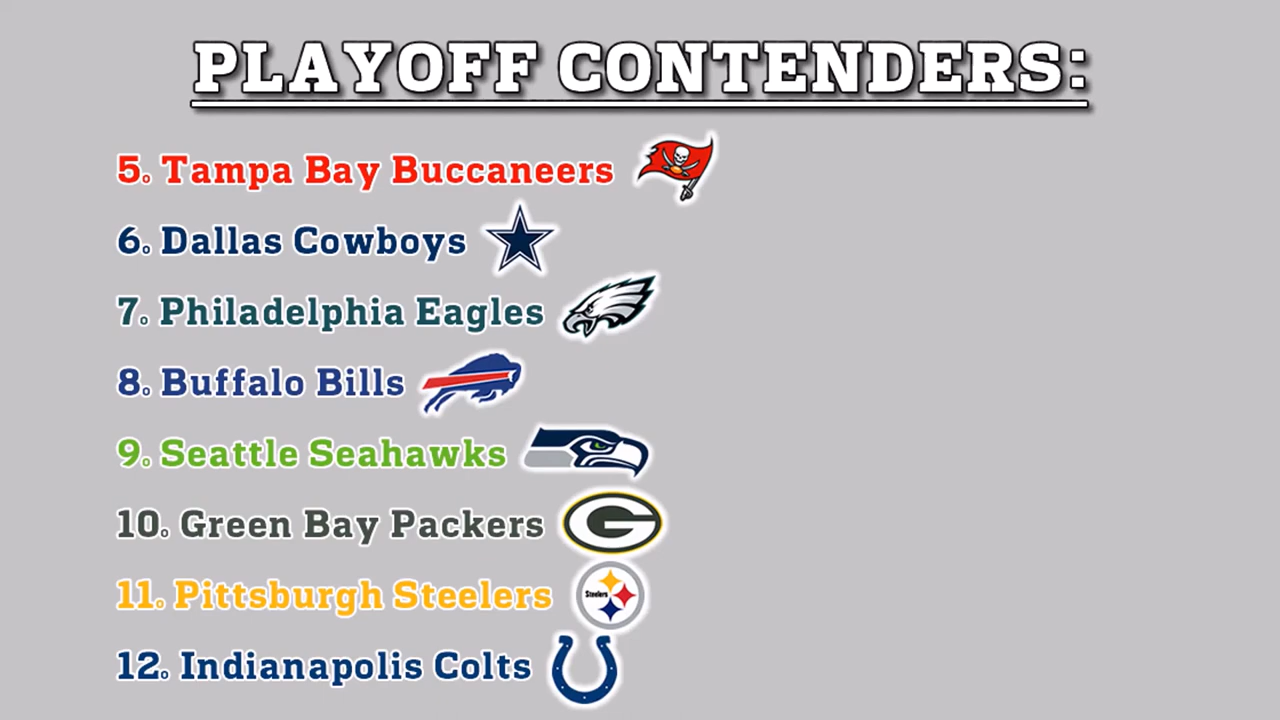 PLAYOFF CONTENDERS:
5. Tampa Bay Buccaneers
6. Dallas Cowboys
7. Philadelphia Eagles
8. Buffalo Bills
9. Seattle Seahawks
10. Green Bay Packers
G
11. Pittsburgh Steelers
Steelers
12. Indianapolis Colts